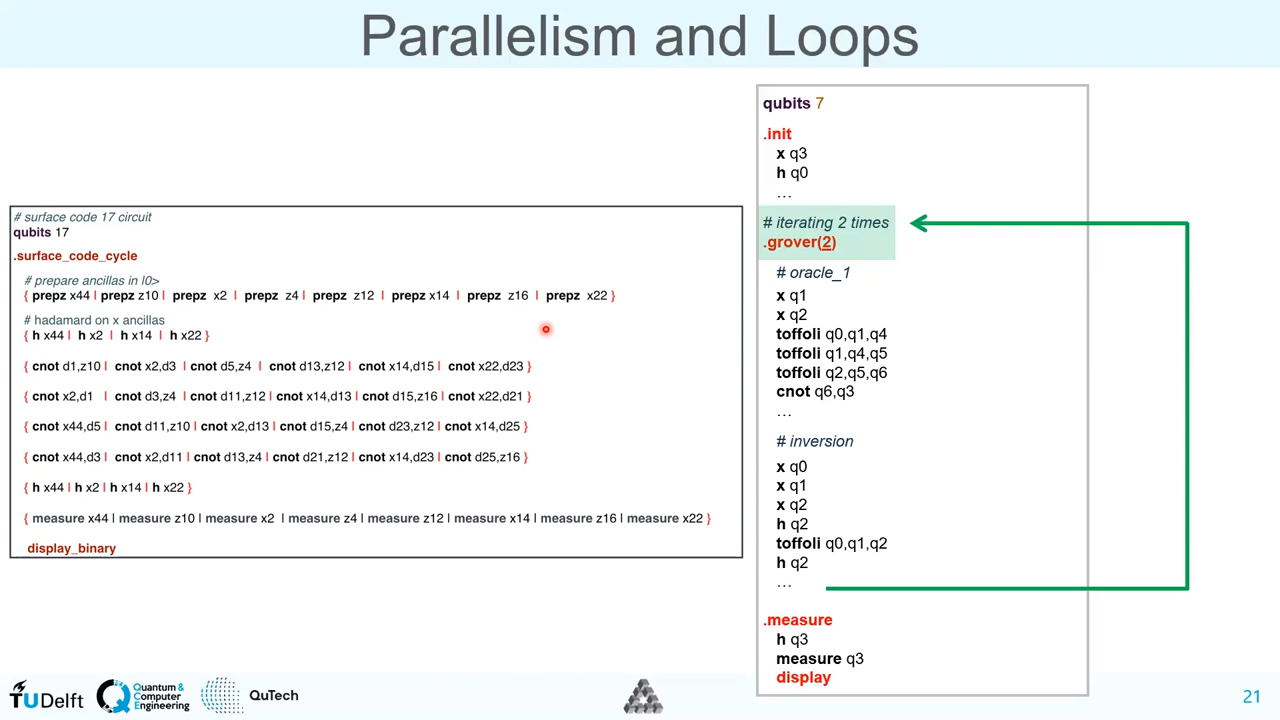 Parallelism and Loops
# surface code 17 circuit
qubits 17
.surface_code_cycle
# prepare ancillas in l0>
{ prepz x44 | prepz z10 | prepz x2 | prepz z4 | prepz z12 | prepz x14 | prepz z16 | prepz x22 }
# hadamard on x ancillas
{ h x44 | h x2 | h x14 | h x22 }
{ cnot d1,z10 | cnot x2,d3 | cnot d5,z4 | cnot d13,z12 | cnot x14,d15 | cnot x22,d23 }
{ cnot x2,d1 | cnot d3,z4 | cnot d11,z12 | cnot x14,d13 | cnot d15,z16 | cnot x22,d21 }
{ cnot x44,d5 | cnot d11,z10 | cnot x2,d13 | cnot d15,z4 | cnot d23,z12 | cnot x14,d25 }
{ cnot x44,d3 | cnot x2,d11 | cnot d13,z4 | cnot d21,z12 | cnot x14,d23 | cnot d25,z16 }
{ h x44 | h x2 | h x14 | h x22 }
{ measure x44 | measure z10 | measure x2 | measure z4 | measure z12 | measure x14 | measure z16 | measure x22 }
display_binary
qubits 7
.init
x q3
h q0
…
# iterating 2 times
.grover(2)
# oracle_1
x q1
x q2
toffoli q0,q1,q4
toffoli q1,q4,q5
toffoli q2,q5,q6
cnot q6,q3
…
# inversion
x q0
x q1
x q2
h q2
toffoli q0,q1,q2
h q2
…
.measure
h q3
measure q3
display
TUDelft
Quantum &
Computer
Engineering
QuTech
21